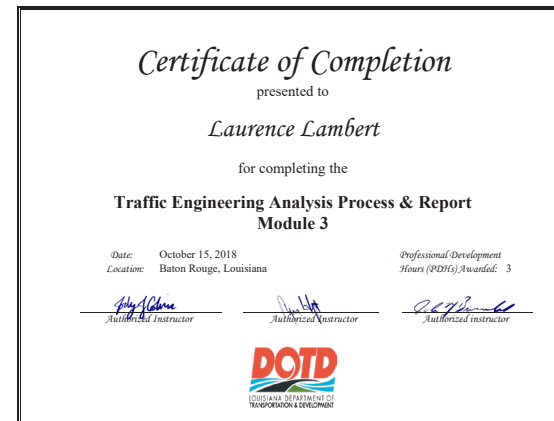 Certificate of Completion
presented to
Laurence Lambert
for completing the
Traffic Engineering Analysis Process & Report
Module 3
Date: October 15, 2018
Location: Baton Rouge, Louisiana
Professional Development
Hours (PDHs) Awarded: 3
Authorized Instructor
Authorized Instructor
Authorized instructor
DOTD
LOUISIANA DEPARTMENT OF
TRANSPORTATION & DEVELOPMENT